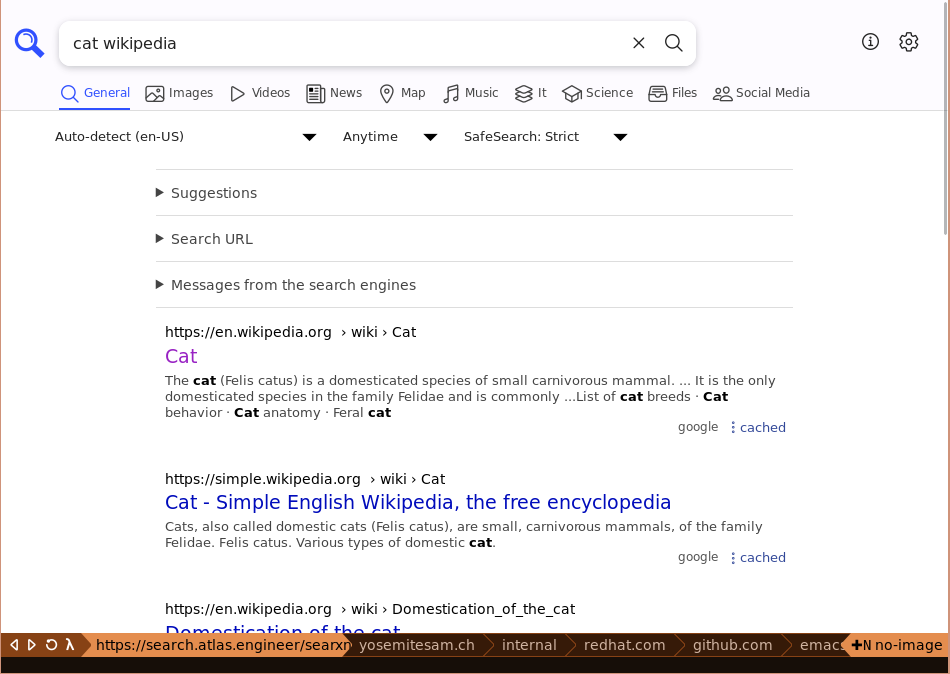 cat wikipedia
General Images Videos News Map Music It Science Files Social Media
Auto-detect (en-US) Anytime SafeSearch: Strict
Suggestions
Search URL
Messages from the search engines
https://en.wikipedia.org › wiki › Cat
Cat
The cat (Felis catus) is a domesticated species of small carnivorous mammal. ... It is the only
domesticated species in the family Felidae and is commonly ...List of cat breeds · Cat
behavior · Cat anatomy · Feral cat
google cached
https://simple.wikipedia.org › wiki › Cat
Cat - Simple English Wikipedia, the free encyclopedia
Cats, also called domestic cats (Felis catus), are small, carnivorous mammals, of the family
Felidae. Felis catus. Various types of domestic cat.
google cached
https://en.wikipedia.org › wiki › Domestication_of_the_cat
Domestication of the cat
λ https://search.atlas.engineer/searxn yosemitesam.ch internal redhat.com github.com emacs ✚N no-image